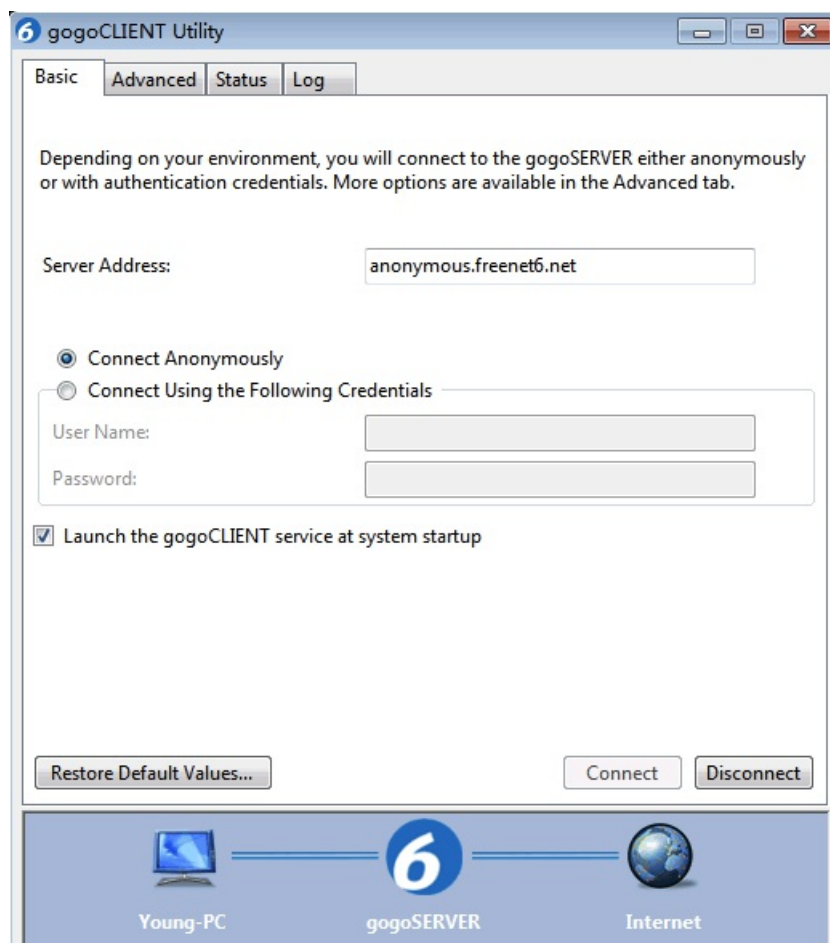 6 gogoCLIENT Utility
Basic Advanced Status Log
Depending on your environment, you will connect to the gogoSERVER either anonymously
or with authentication credentials. More options are available in the Advanced tab.
Server Address: anonymous.freenet6.net
Connect Anonymously
Connect Using the Following Credentials
User Name:
Password:
Launch the gogoCLIENT service at system startup
Restore Default Values... Connect Disconnect
6
Young-PC gogoSERVER Internet